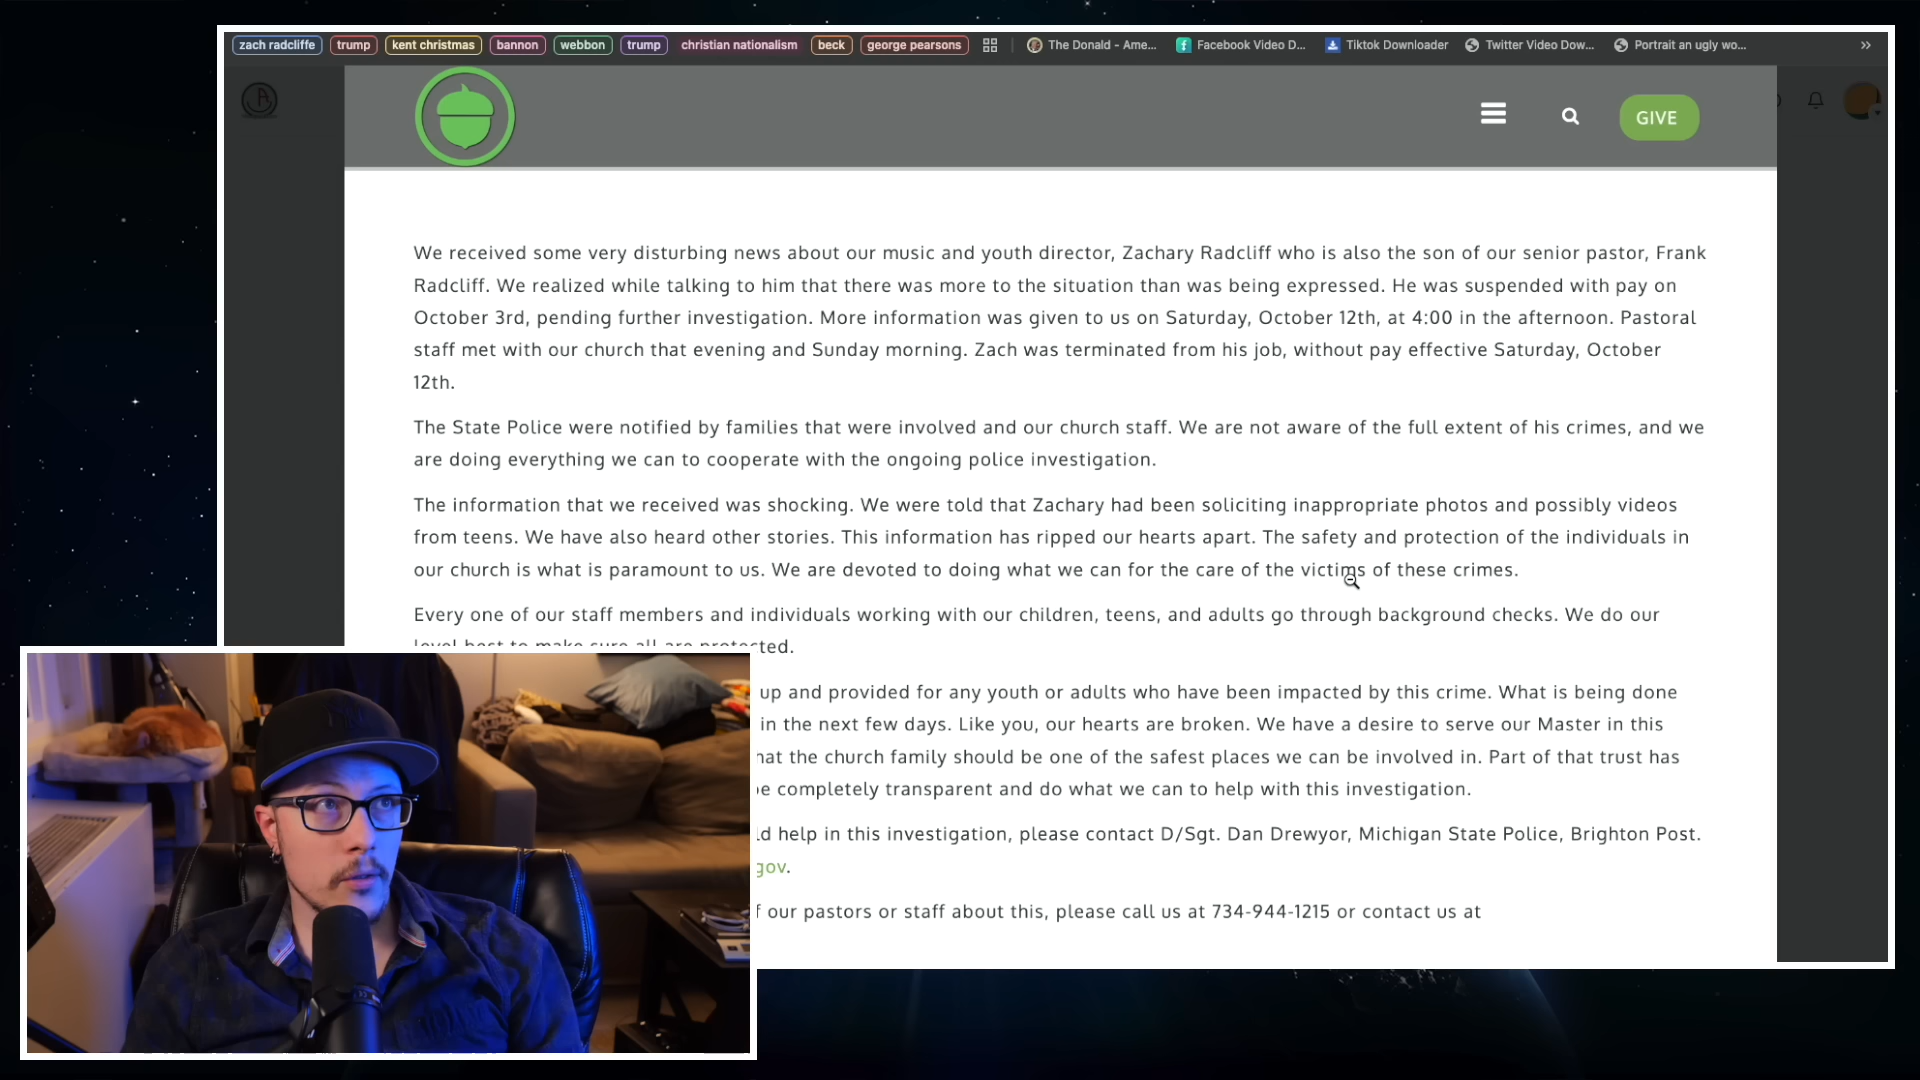 zach radcliffe trump kent christmas bannon webbon trump christian nationalism beck george pearsons The Donald - Ame... Facebook Video D... Tiktok Downloader Twitter Video Dow... Portrait an ugly wo...
GIVE
We received some very disturbing news about our music and youth director, Zachary Radcliff who is also the son of our senior pastor, Frank
Radcliff. We realized while talking to him that there was more to the situation than was being expressed. He was suspended with pay on
October 3rd, pending further investigation. More information was given to us on Saturday, October 12th, at 4:00 in the afternoon. Pastoral
staff met with our church that evening and Sunday morning. Zach was terminated from his job, without pay effective Saturday, October
12th.
The State Police were notified by families that were involved and our church staff. We are not aware of the full extent of his crimes, and we
are doing everything we can to cooperate with the ongoing police investigation.
The information that we received was shocking. We were told that Zachary had been soliciting inappropriate photos and possibly videos
from teens. We have also heard other stories. This information has ripped our hearts apart. The safety and protection of the individuals in
our church is what is paramount to us. We are devoted to doing what we can for the care of the victims of these crimes.
Every one of our staff members and individuals working with our children, teens, and adults go through background checks. We do our
level best to make sure all are protected.
up and provided for any youth or adults who have been impacted by this crime. What is being done
in the next few days. Like you, our hearts are broken. We have a desire to serve our Master in this
hat the church family should be one of the safest places we can be involved in. Part of that trust has
completely transparent and do what we can to help with this investigation.
ld help in this investigation, please contact D/Sgt. Dan Drewyor, Michigan State Police, Brighton Post.
gov.
our pastors or staff about this, please call us at 734-944-1215 or contact us at